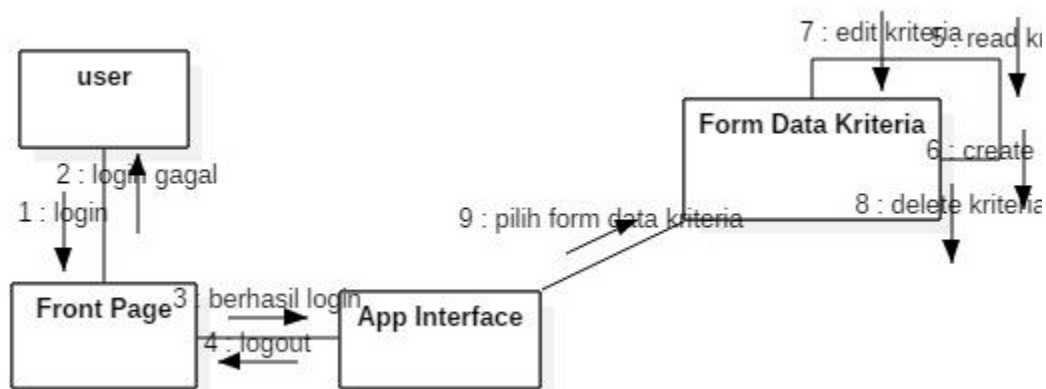 7 : edit kriteria
5 : read
user
Form Data Kriteria
6 : create
2 : login gagal
1 : login
8 : delete kriteria
9 : pilih form data kriteria
3 : berhasil login
Front Page
App Interface
4 : logout